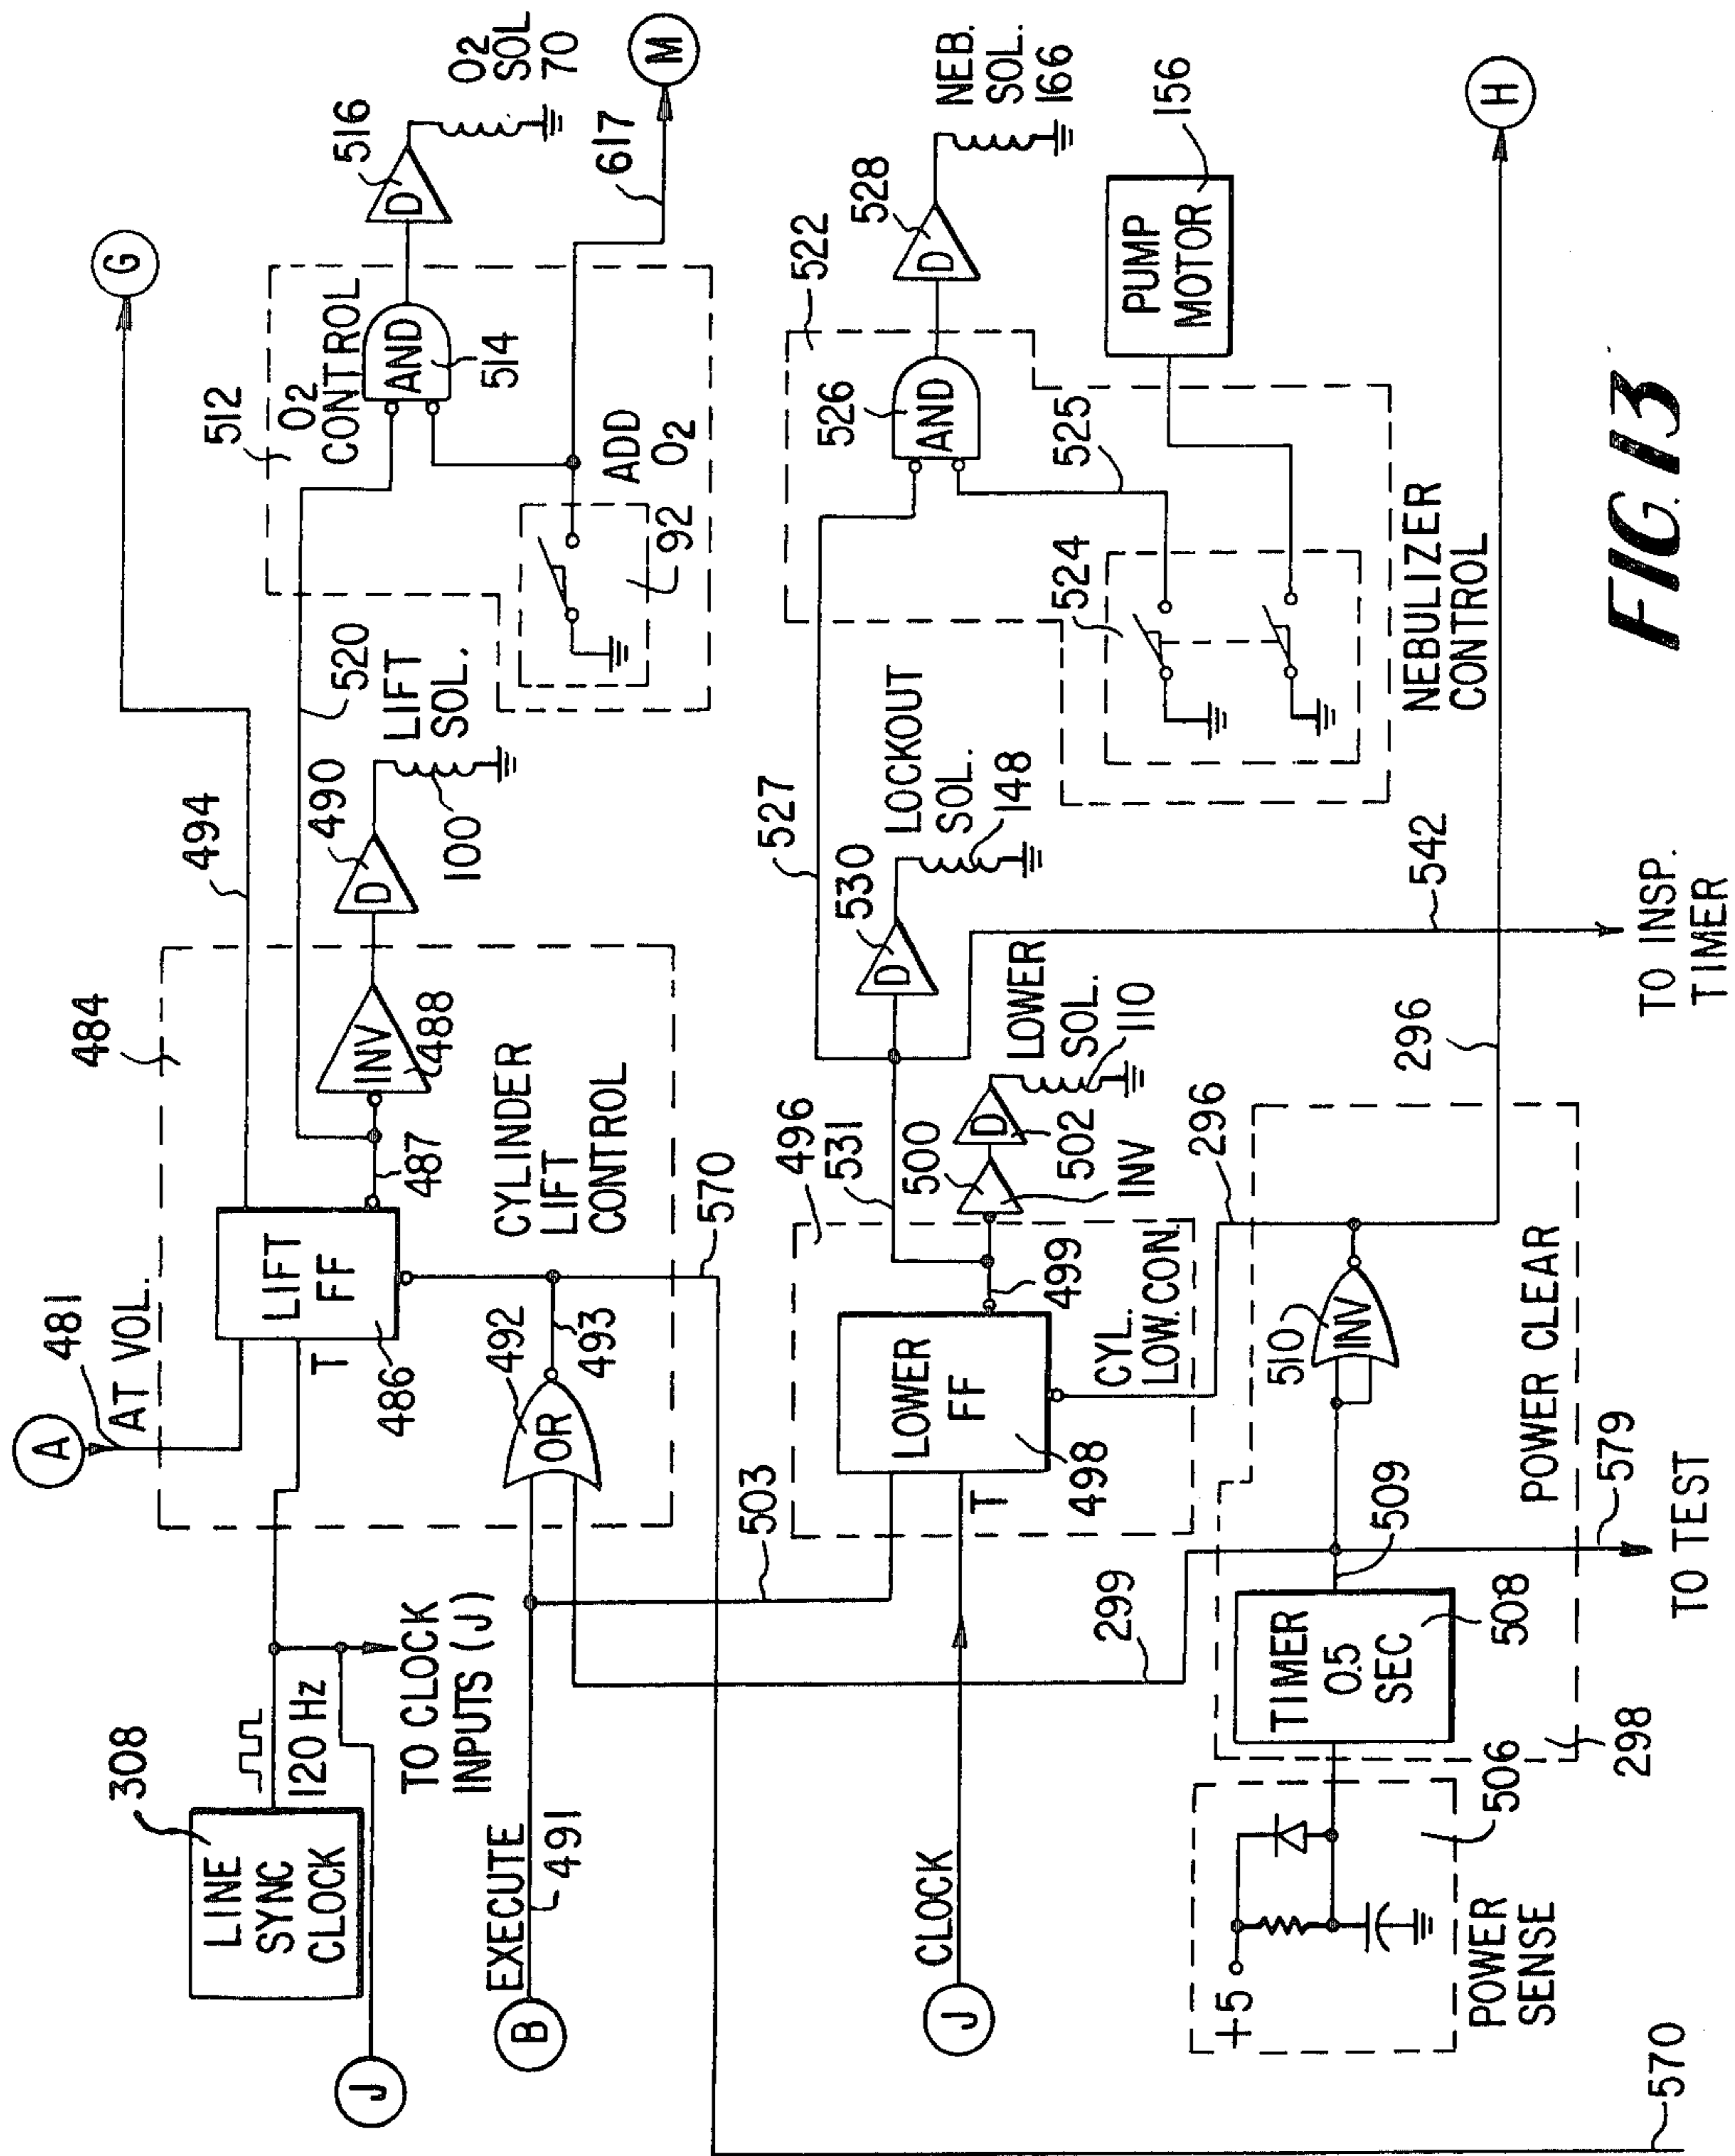 G
494
512
O2
CONTROL
AND
514
516
D
O2
SOL
70
617
M
ADD
O2
92
520
LIFT
SOL.
490
D
100
484
INV
488
487
CYLINDER
LIFT
CONTROL
A
481
AT VOL.
LIFT
FF
T
486
492
OR
493
570
308
LINE
SYNC
CLOCK
120 Hz
TO CLOCK
INPUTS (J)
J
B
EXECUTE
491
503
299
522
528
D
NEB.
SOL.
166
526
AND
525
527
156
PUMP
MOTOR
524
NEBULIZER
CONTROL
LOCKOUT
SOL.
148
530
D
542
TO INSP.
TIMER
LOWER
SOL.
110
D
502
500
INV
496
531
499
LOWER
FF
T
498
CYL.
LOW.CON.
J
CLOCK
296
296
H
510
INV
POWER CLEAR
509
TIMER
0.5
SEC
508
298
579
TO TEST
506
+5
POWER
SENSE
570
FIG. 13